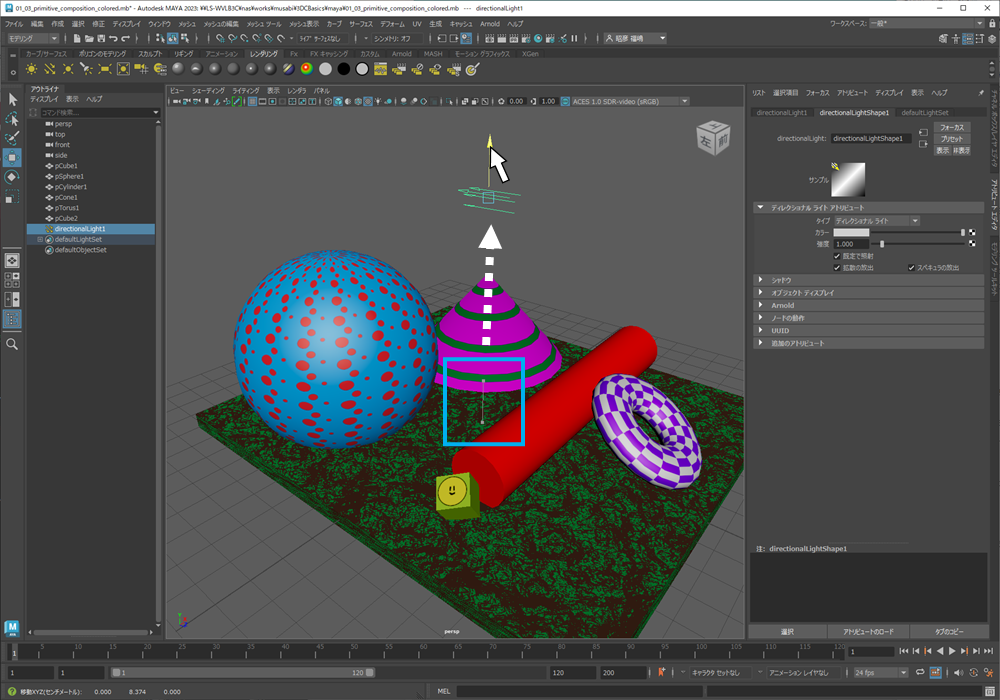 01_03_primitive_composition_colored.mb* - Autodesk MAYA 2023: ¥¥LS-WVLB3C¥nas¥works¥musabi¥3DCBasics¥maya¥01_03_primitive_composition_colored.mb --- directionalLight1
ファイル 編集 作成 選択 修正 ディスプレイ ウィンドウ メッシュ メッシュの編集 メッシュ ツール メッシュ表示 カーブ サーフェス デフォーム UV 生成 キャッシュ Arnold ヘルプ
ワークスペース: 一般*
モデリング
ライブ サーフェスなし
シンメトリ: オフ
カーブ/サーフェス ポリゴンのモデリング スカルプト リギング アニメーション レンダリング Fx FX キャッシング カスタム Arnold MASH モーション グラフィックス XGen
アウトライナ
ディスプレイ 表示 ヘルプ
コマンド検索...
persp
top
front
side
pCube1
pSphere1
pCylinder1
pCone1
pTorus1
pCube2
directionalLight1
defaultLightSet
defaultObjectSet
ビュー シェーディング ライティング 表示 レンダラ パネル
0.00 1.00 ACES 1.0 SDR-video (sRGB)
左 前
persp
リスト 選択項目 フォーカス アトリビュート ディスプレイ 表示 ヘルプ
directionalLight1 directionalLightShape1 defaultLightSet
directionalLight: directionalLightShape1
フォーカス
プリセット
表示 非表示
サンプル
ディレクショナル ライト アトリビュート
タイプ ディレクショナル ライト
カラー
強度 1.000
既定で照射
拡散の放出 スペキュラの放出
シャドウ
オブジェクト ディスプレイ
Arnold
ノードの動作
UUID
追加のアトリビュート
注: directionalLightShape1
選択 アトリビュートのロード タブのコピー
1 5 10 15 20 25 30 35 40 45 50 55 60 65 70 75 80 85 90 95 100 105 110 115 120 1
1 1 1 120 120 200 キャラクタ セットなし アニメーション レイヤなし 24 fps
移動XYZ(センチメートル): 0.000 8.374 0.000 MEL